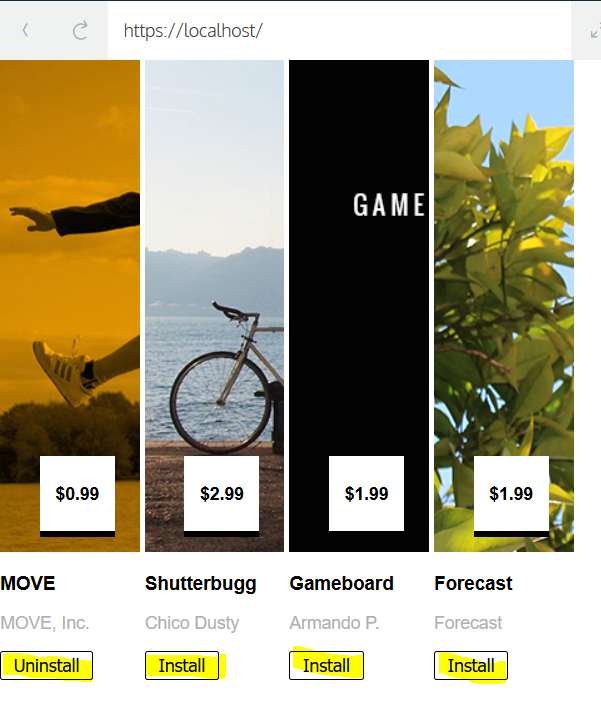 https://localhost/
GAME
$0.99
$2.99
$1.99
$1.99
MOVE
Shutterbugg
Gameboard
Forecast
MOVE, Inc.
Chico Dusty
Armando P.
Forecast
Uninstall
Install
Install
Install